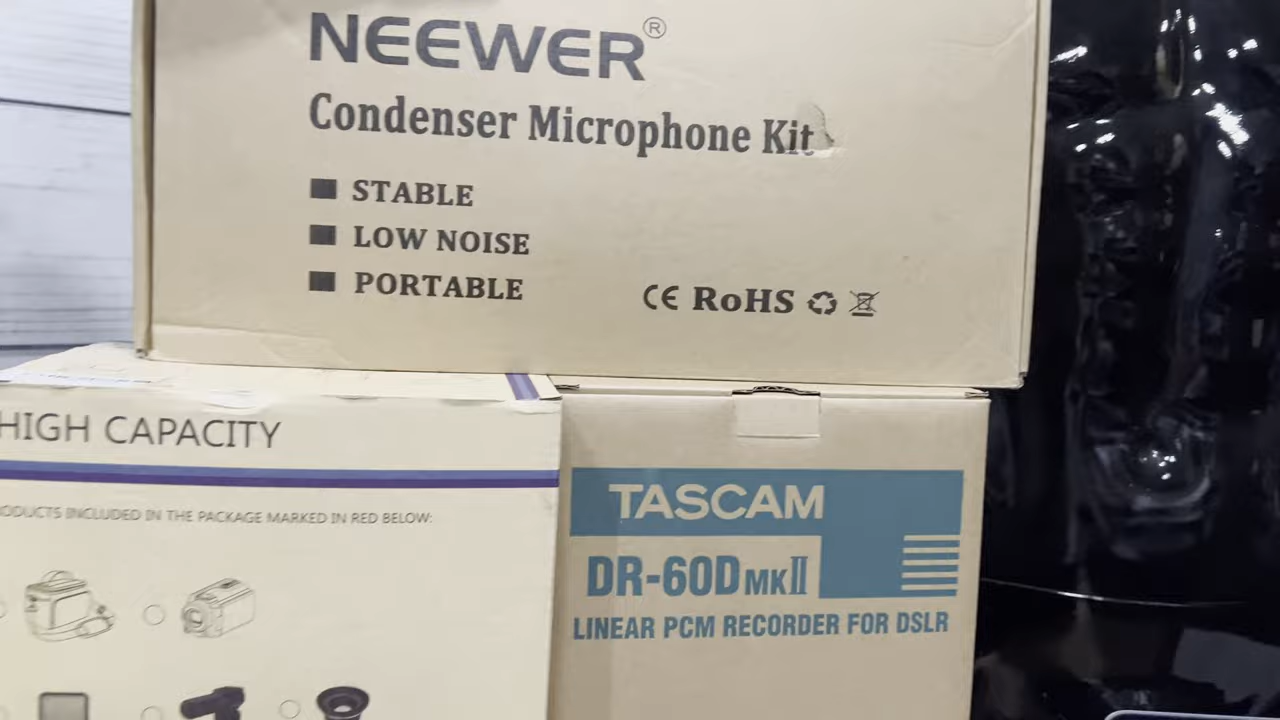 NEEWER®
Condenser Microphone Kit
STABLE
LOW NOISE
PORTABLE
CE RoHS
HIGH CAPACITY
PRODUCTS INCLUDED IN THE PACKAGE MARKED IN RED BELOW:
TASCAM
DR-60DMKⅡ
LINEAR PCM RECORDER FOR DSLR